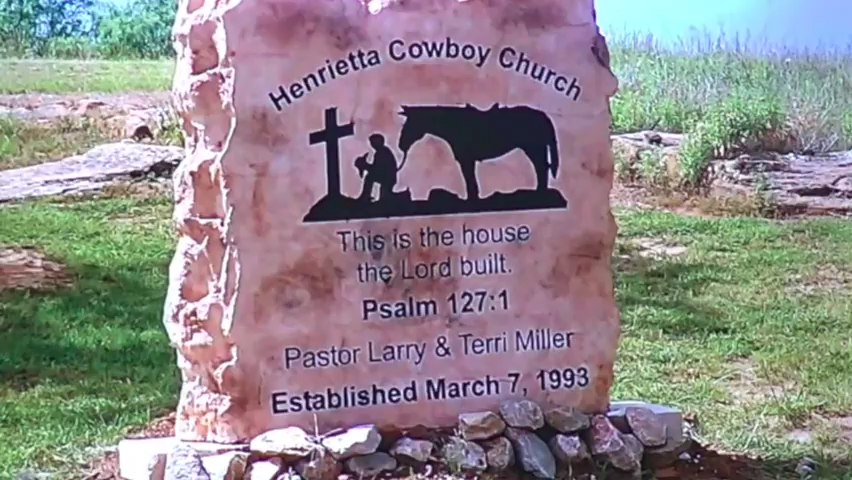 Henrietta Cowboy Church
This is the house
the Lord built.
Psalm 127:1
Pastor Larry & Terri Miller
Established March 7, 1993